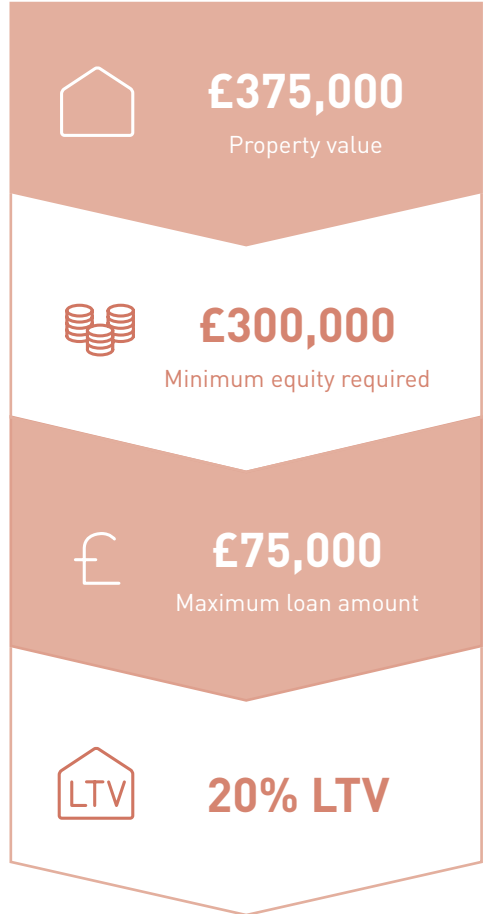 £375,000
Property value
£300,000
Minimum equity required
£
£75,000
Maximum loan amount
LTV
20% LTV